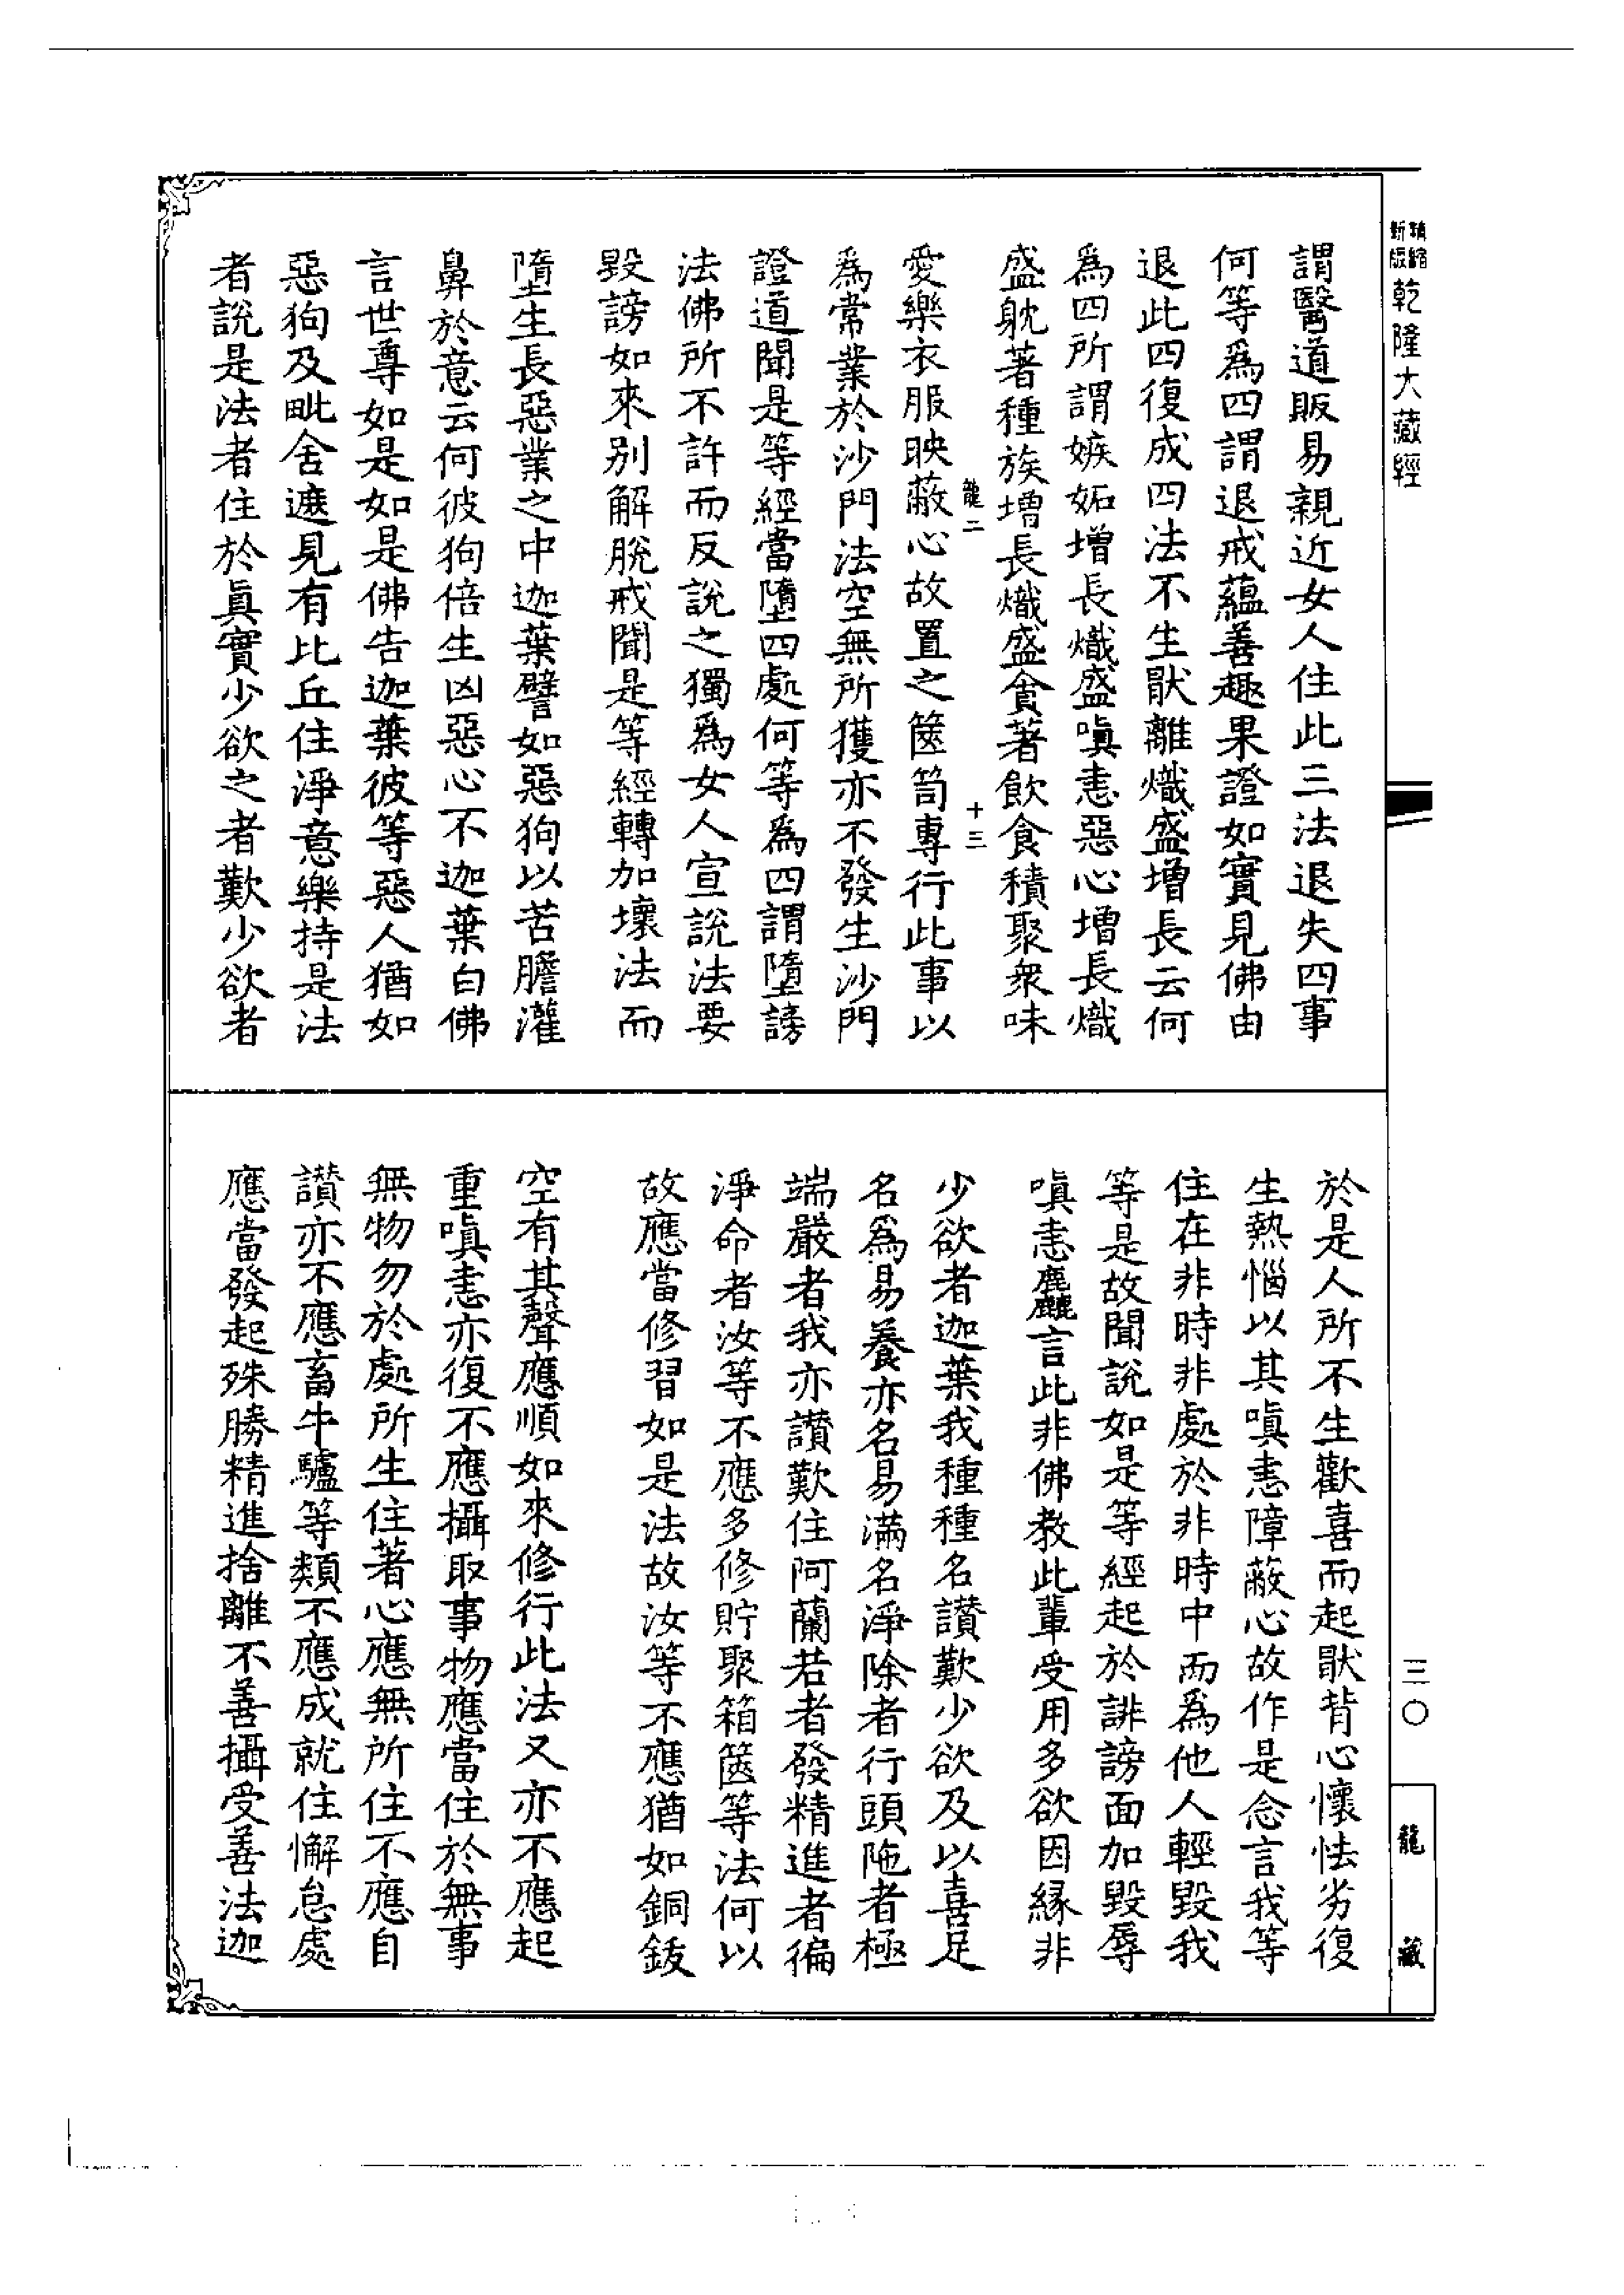 新縮
版
乾隆大藏經
謂醫道販易親近女人住此三法退失四事
何等爲四謂退戒蘊善趣果證如實見佛由
退此四復成四法不生猒離熾盛增長云何
爲四所謂嫉妬增長熾盛嗔恚惡心增長熾
盛躭著種族增長熾盛貪著飲食積聚衆味
龍二
十三
愛樂衣服映蔽心故置之篋笥專行此事以
爲常業於沙門法空無所獲亦不發生沙門
證道聞是等經當墮四處何等爲四謂墮謗
法佛所不許而反說之獨爲女人宣說法要
毀謗如來別解脫戒聞是等經轉加壞法而
墮生長惡業之中迦葉譬如惡狗以苦膽灌
鼻於意云何彼狗倍生凶惡心不迦葉白佛
言世尊如是如是佛告迦葉彼等惡人猶如
惡狗及毗舍遮見有比丘住淨意樂持是法
者說是法者住於眞實少欲之者歎少欲者
於是人所不生歡喜而起猒背心懷怯劣復
生熱惱以其嗔恚障蔽心故作是念言我等
住在非時非處於非時中而爲他人輕毀我
等是故聞說如是等經起於誹謗面加毀辱
嗔恚麤言此非佛教此輩受用多欲因緣非
少欲者迦葉我種種名讃歎少欲及以喜足
名爲易養亦名易滿名淨除者行頭陁者極
端嚴者我亦讃歎住阿蘭若者發精進者徧
淨命者汝等不應多修貯聚箱篋等法何以
故應當修習如是法故汝等不應猶如銅鈸
空有其聲應順如來修行此法又亦不應起
重嗔恚亦復不應攝取事物應當住於無事
無物勿於處所生住著心應無所住不應自
讃亦不應畜牛驢等類不應成就住懈怠處
應當發起殊勝精進捨離不善攝受善法迦
三〇
龍藏